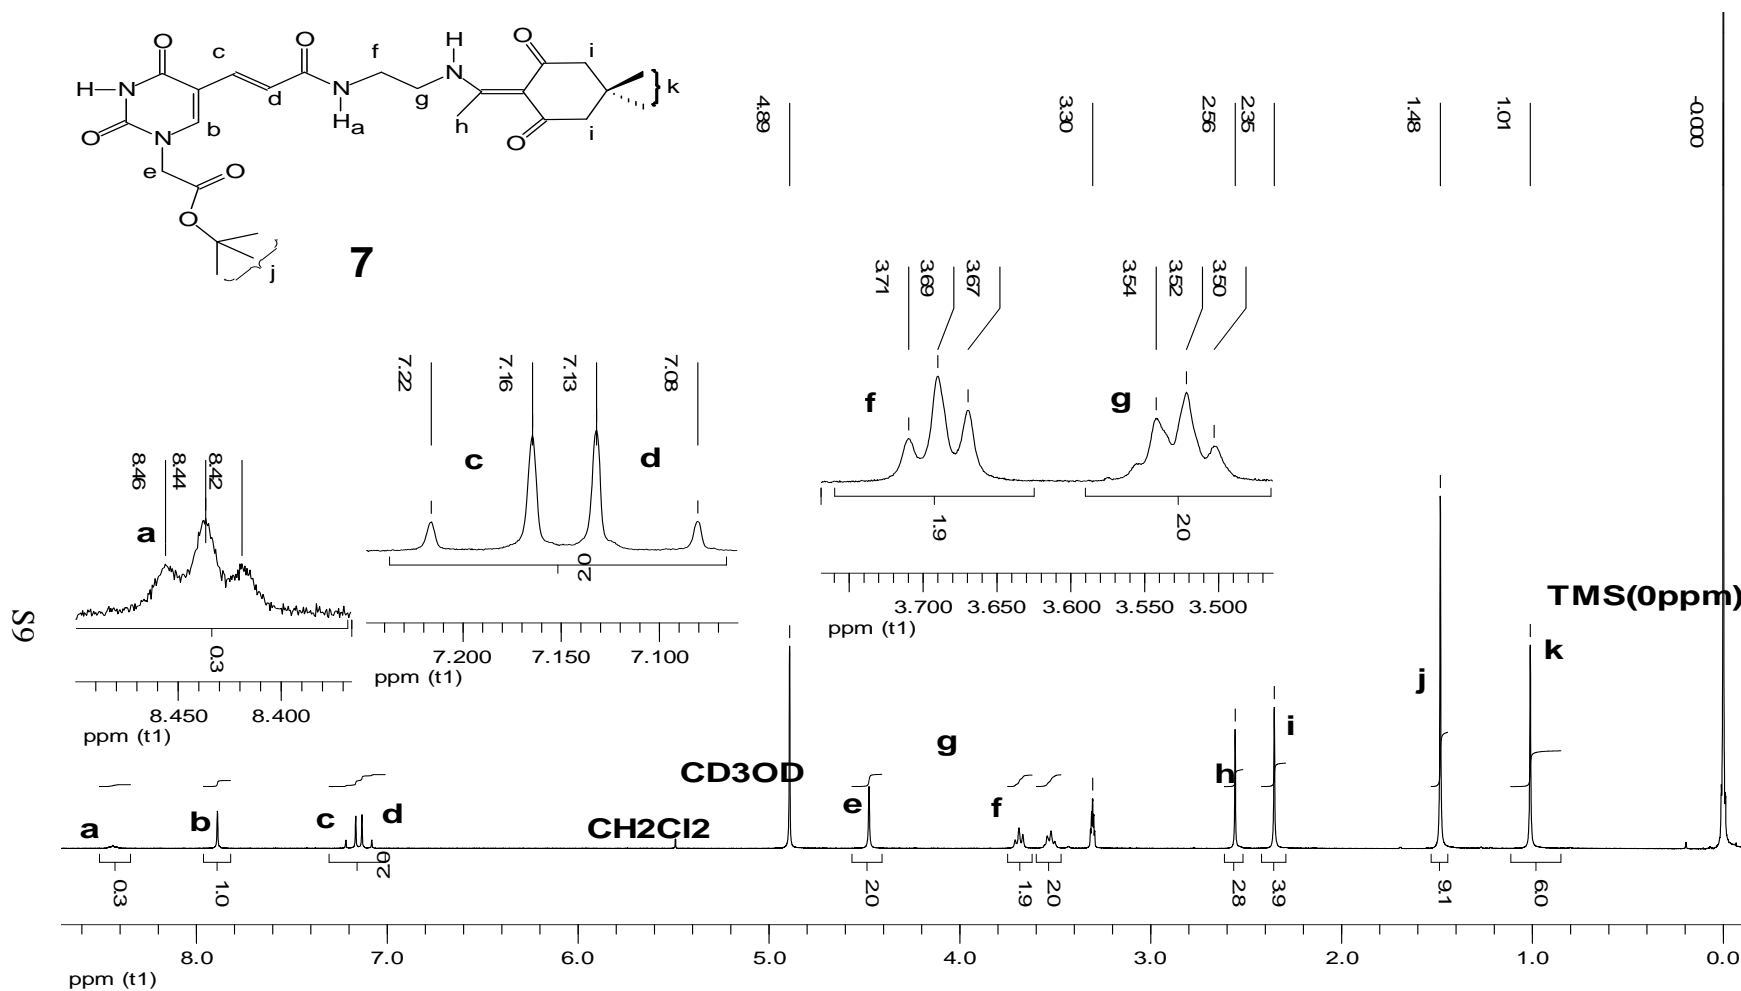 O
c
O
f
H
N
O
i
H
N
d
N
H
a
g
h
k
O
N
b
O
i
e
O
O
j
7
4.89
3.30
2.56
2.35
1.48
1.01
-0.000
3.71
3.69
3.67
3.54
3.52
3.50
7.22
7.16
7.13
7.08
8.46
8.44
8.42
a
c
d
f
g
0.3
2.0
1.9
2.0
8.450 8.400
ppm (t1)
7.200 7.150 7.100
ppm (t1)
3.700 3.650 3.600 3.550 3.500
ppm (t1)
TMS(0ppm)
S9
a
b
c
d
CH2Cl2
CD3OD
e
g
f
h
i
j
k
0.3
1.0
2.0
2.0
1.9
2.0
2.8
3.9
9.1
6.0
8.0 7.0 6.0 5.0 4.0 3.0 2.0 1.0 0.0
ppm (t1)